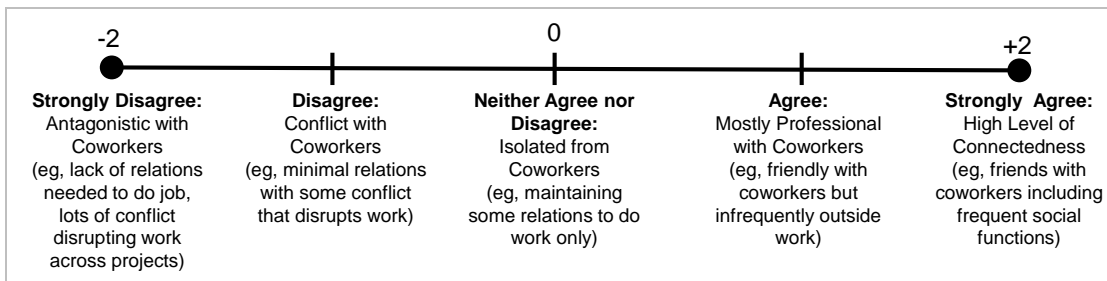 -2
0
+2
Strongly Disagree:
Antagonistic with
Coworkers
(eg, lack of relations
needed to do job,
lots of conflict
disrupting work
across projects)
Disagree:
Conflict with
Coworkers
(eg, minimal relations
with some conflict
that disrupts work)
Neither Agree nor
Disagree:
Isolated from
Coworkers
(eg, maintaining
some relations to do
work only)
Agree:
Mostly Professional
with Coworkers
(eg, friendly with
coworkers but
infrequently outside
work)
Strongly Agree:
High Level of
Connectedness
(eg, friends with
coworkers including
frequent social
functions)